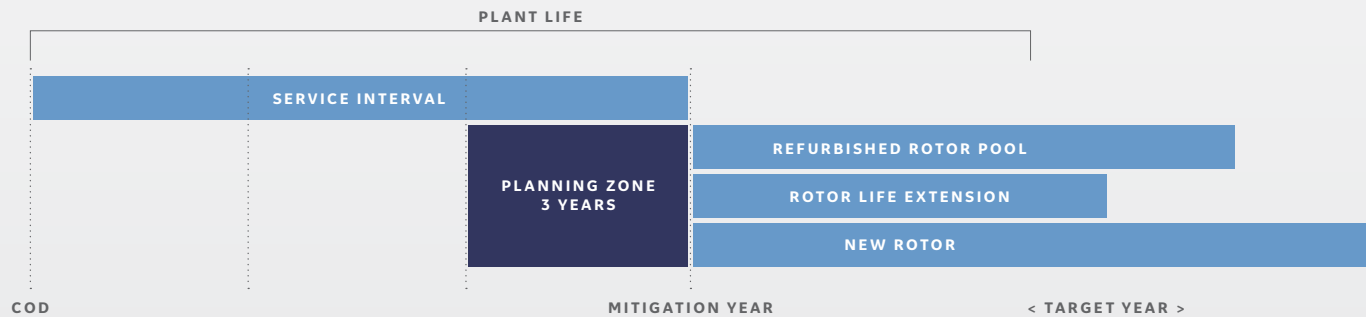 PLANT LIFE
SERVICE INTERVAL
PLANNING ZONE
3 YEARS
REFURBISHED ROTOR POOL
ROTOR LIFE EXTENSION
NEW ROTOR
COD
MITIGATION YEAR
< TARGET YEAR >